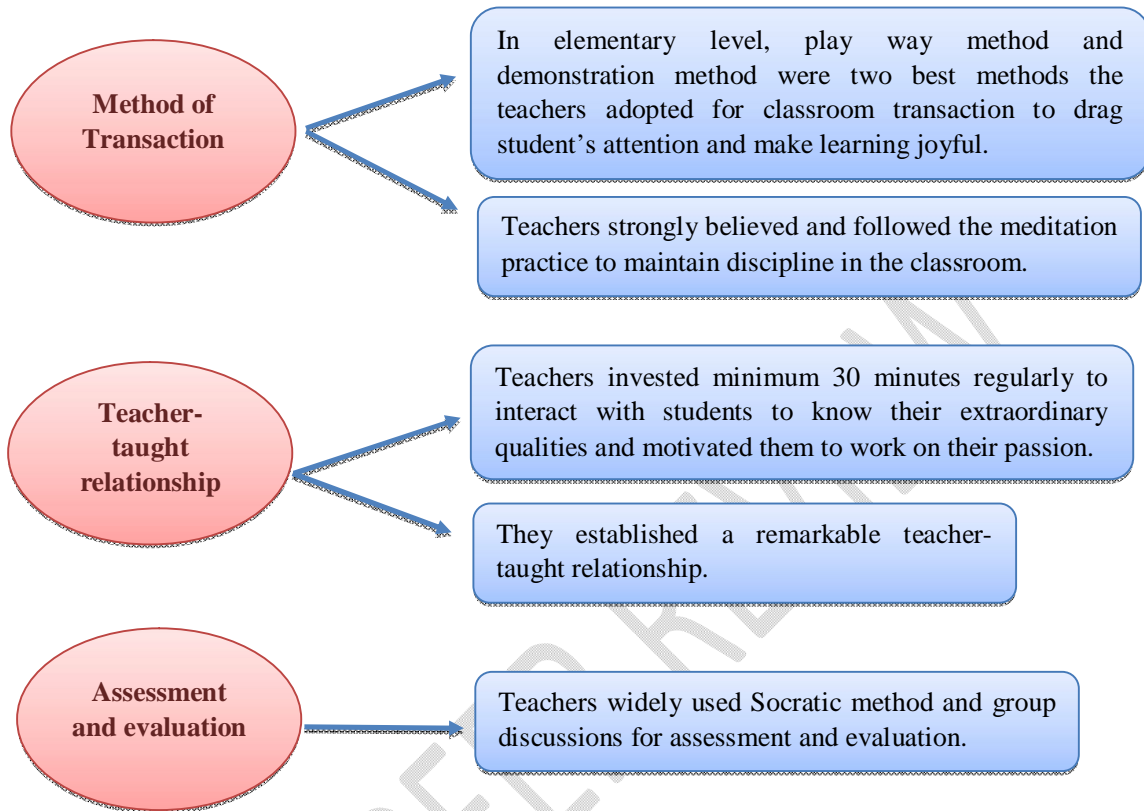 Method of
Transaction
In elementary level, play way method and
demonstration method were two best methods the
teachers adopted for classroom transaction to drag
student’s attention and make learning joyful.
Teachers strongly believed and followed the meditation
practice to maintain discipline in the classroom.
Teacher-
taught
relationship
Teachers invested minimum 30 minutes regularly to
interact with students to know their extraordinary
qualities and motivated them to work on their passion.
They established a remarkable teacher-
taught relationship.
Assessment
and evaluation
Teachers widely used Socratic method and group
discussions for assessment and evaluation.